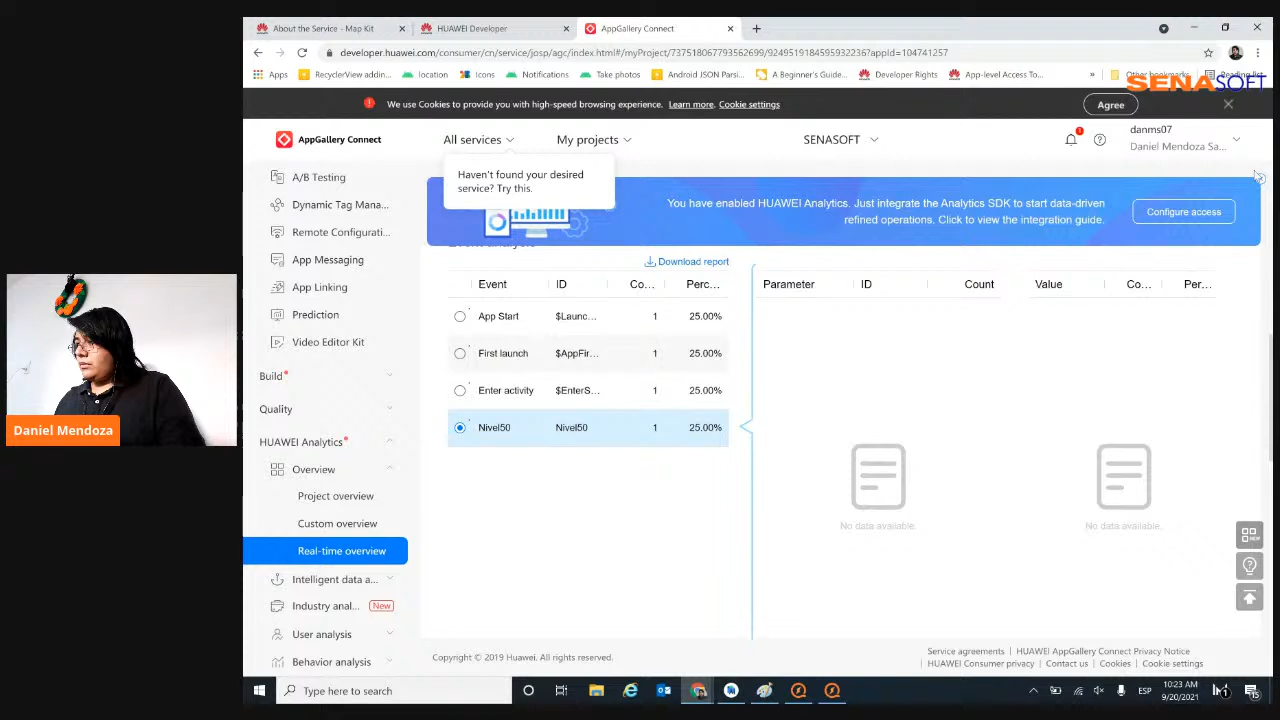 About the Service - Map Kit
HUAWEI Developer
AppGallery Connect
developer.huawei.com/consumer/cn/service/josp/agc/index.html#/myProject/737518067793562699/9249519184595932236?appId=104741257
Apps
RecyclerView addin...
location
Icons
Notifications
Take photos
Android JSON Parsi...
A Beginner's Guide...
Developer Rights
App-level Access To...
»
Other bookmarks
Reading list
SENASOFT
We use Cookies to provide you with high-speed browsing experience. Learn more. Cookie settings
Agree
AppGallery Connect
All services
My projects
SENASOFT
1
danms07
Daniel Mendoza Sa...
Haven't found your desired
service? Try this.
You have enabled HUAWEI Analytics. Just integrate the Analytics SDK to start data-driven
refined operations. Click to view the integration guide.
Configure access
A/B Testing
Dynamic Tag Mana...
Remote Configurati...
App Messaging
App Linking
Prediction
Video Editor Kit
Build
Quality
HUAWEI Analytics
Overview
Project overview
Custom overview
Real-time overview
Intelligent data a...
Industry anal...
New
User analysis
Behavior analysis
Download report
Event ID Co... Perc...
App Start $Launc... 1 25.00%
First launch $AppFir... 1 25.00%
Enter activity $EnterS... 1 25.00%
Nivel50 Nivel50 1 25.00%
Parameter ID Count
Value Co... Per...
No data available.
No data available.
Daniel Mendoza
Copyright © 2019 Huawei. All rights reserved.
Service agreements | HUAWEI AppGallery Connect Privacy Notice
| HUAWEI Consumer privacy | Contact us | Cookies | Cookie settings
Type here to search
ESP
10:23 AM
9/20/2021